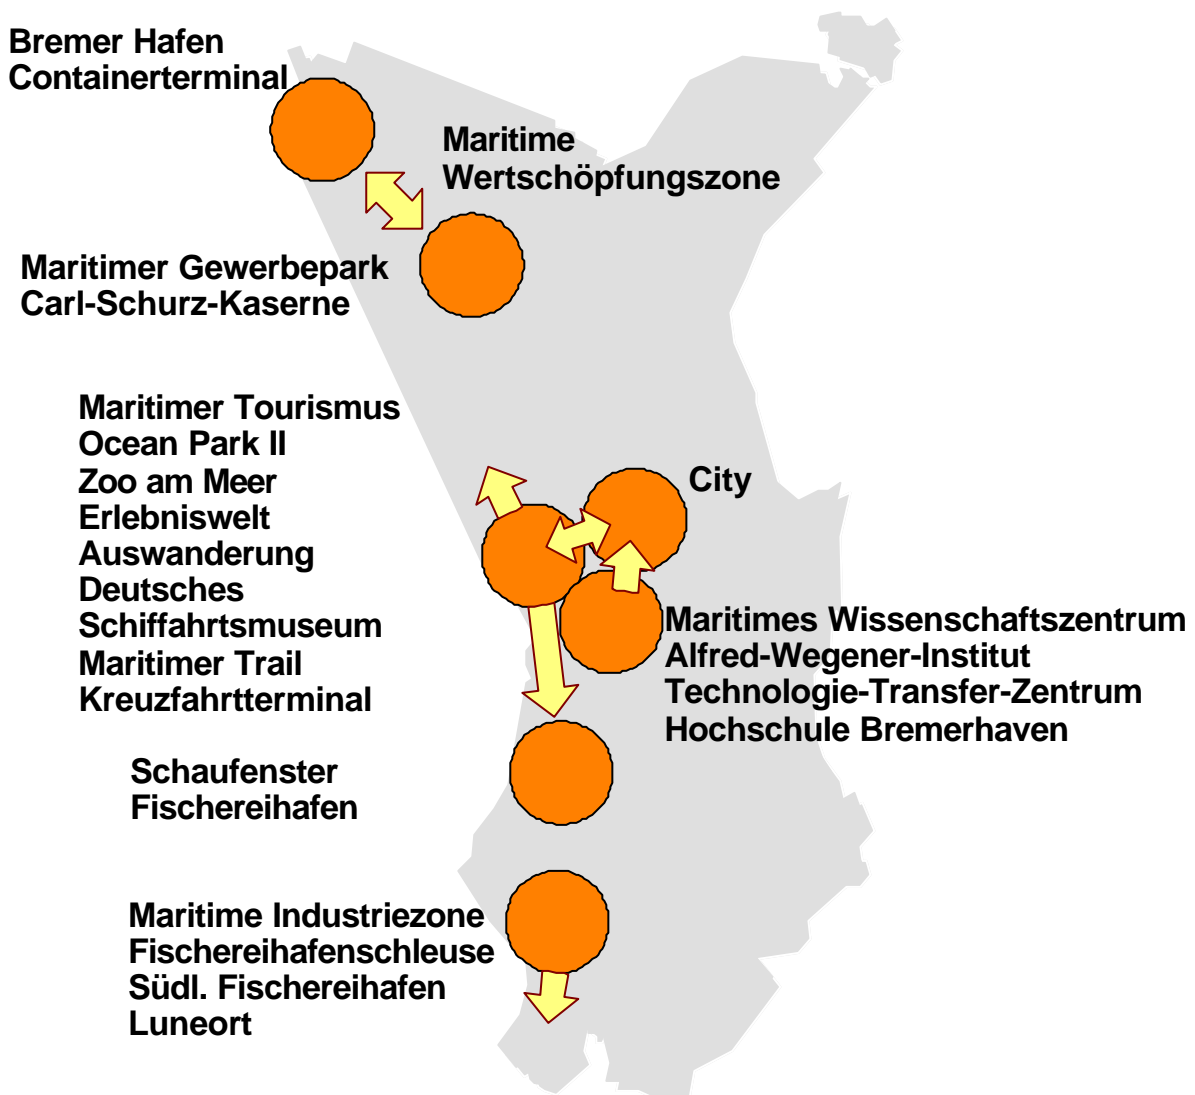 Bremer Hafen
Containerterminal
Maritime
Wertschöpfungszone
Maritimer Gewerbepark
Carl-Schurz-Kaserne
Maritimer Tourismus
Ocean Park II
Zoo am Meer
Erlebniswelt
Auswanderung
Deutsches
Schiffahrtsmuseum
Maritimer Trail
Kreuzfahrtterminal
City
Maritimes Wissenschaftszentrum
Alfred-Wegener-Institut
Technologie-Transfer-Zentrum
Hochschule Bremerhaven
Schaufenster
Fischereihafen
Maritime Industriezone
Fischereihafenschleuse
Südl. Fischereihafen
Luneort